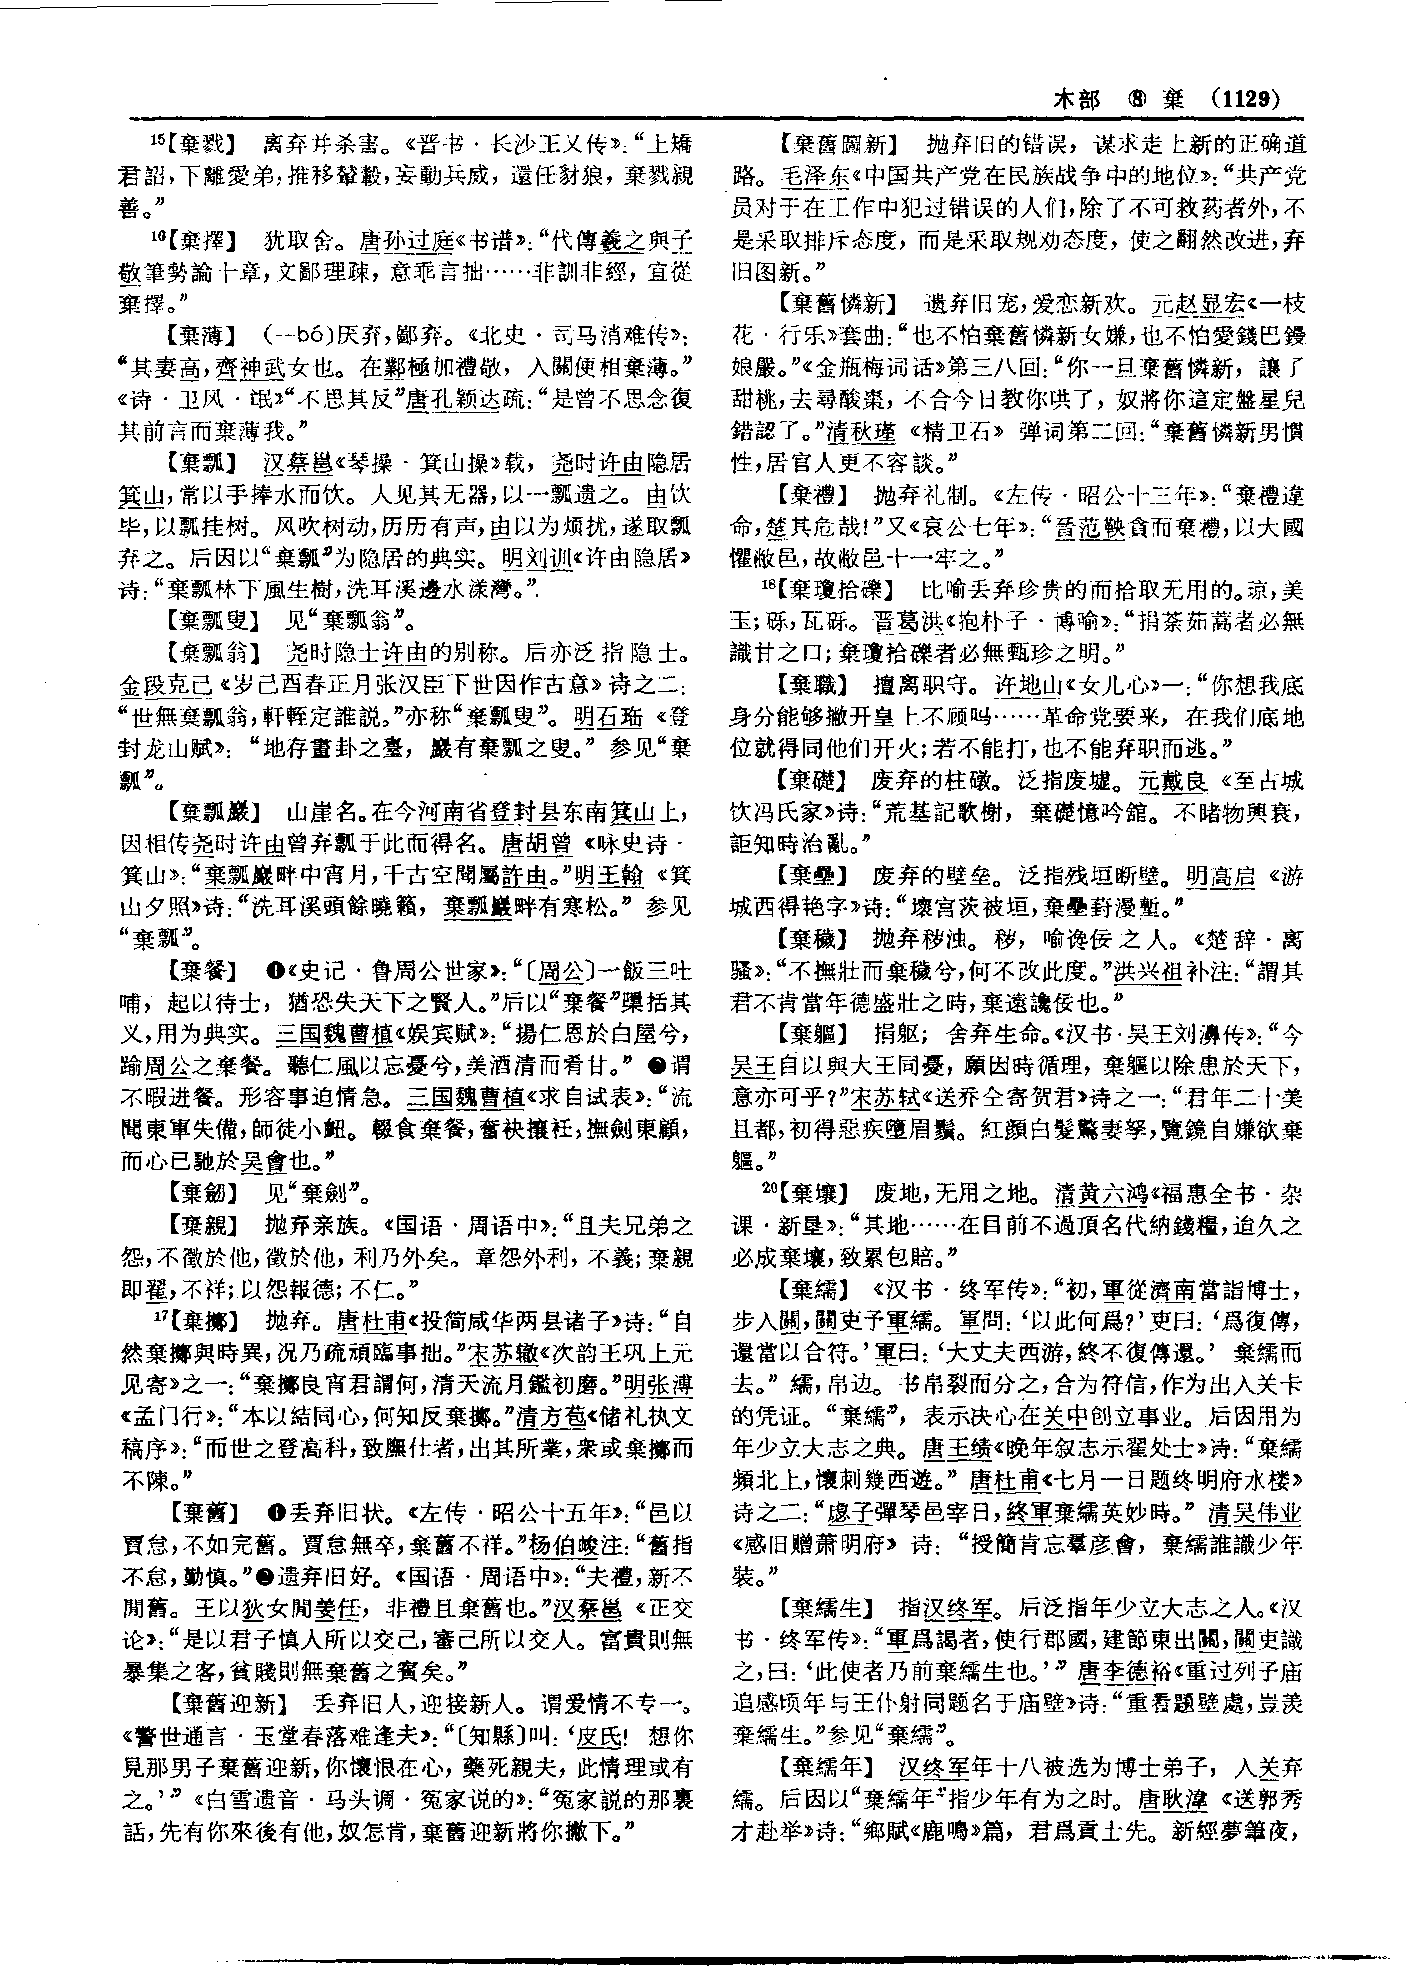 木部 ⑧ 棄 (1129)
¹⁵【棄戮】 离弃并杀害。《晋书·长沙王乂传》：“上矯
君詔，下離愛弟，推移輦轂，妄動兵威，還任豺狼，棄戮親
善。”
¹⁶【棄擇】 犹取舍。唐孙过庭《书谱》：“代傳羲之與子
敬筆勢論十章，文鄙理疎，意乖言拙……非訓非經，宜從
棄擇。”
【棄薄】 (--bó)厌弃，鄙弃。《北史·司马消难传》：
“其妻高，齊神武女也。在鄴極加禮敬，入關便相棄薄。”
《诗·卫风·氓》“不思其反”唐孔颖达疏：“是曾不思念復
其前言而棄薄我。”
【棄瓢】 汉蔡邕《琴操·箕山操》载，尧时许由隐居
箕山，常以手捧水而饮。人见其无器，以一瓢遗之。由饮
毕，以瓢挂树。风吹树动，历历有声，由以为烦扰，遂取瓢
弃之。后因以“棄瓢”为隐居的典实。明刘训《许由隐居》
诗：“棄瓢林下風生樹，洗耳溪邊水漾灣。”
【棄瓢叟】 见“棄瓢翁”。
【棄瓢翁】 尧时隐士许由的别称。后亦泛指隐士。
金段克己《岁己酉春正月张汉臣下世因作古意》诗之二：
“世無棄瓢翁，軒輊定誰説。”亦称“棄瓢叟”。明石珤《登
封龙山赋》：“地存畫卦之臺，巖有棄瓢之叟。”参见“棄
瓢”。
【棄瓢巖】 山崖名。在今河南省登封县东南箕山上，
因相传尧时许由曾弃瓢于此而得名。唐胡曾《咏史诗·
箕山》：“棄瓢巖畔中宵月，千古空聞屬許由。”明王翰《箕
山夕照》诗：“洗耳溪頭餘曉籟，棄瓢巖畔有寒松。”参见
“棄瓢”。
【棄餐】 ❶《史记·鲁周公世家》：“〔周公〕一飯三吐
哺，起以待士，猶恐失天下之賢人。”后以“棄餐”櫽括其
义，用为典实。三国魏曹植《娱宾赋》：“揚仁恩於白屋兮，
踰周公之棄餐。聽仁風以忘憂兮，美酒清而肴甘。”❷谓
不暇进餐。形容事迫情急。三国魏曹植《求自试表》：“流
聞東軍失備，師徒小衄。輟食棄餐，奮袂攘衽，撫劍東顧，
而心已馳於吴會也。”
【棄劒】 见“棄劍”。
【棄親】 抛弃亲族。《国语·周语中》：“且夫兄弟之
怨，不徵於他，徵於他，利乃外矣。章怨外利，不義；棄親
即翟，不祥；以怨報德；不仁。”
¹⁷【棄擲】 抛弃。唐杜甫《投简咸华两县诸子》诗：“自
然棄擲與時異，況乃疏頑臨事拙。”宋苏辙《次韵王巩上元
见寄》之一：“棄擲良宵君謂何，清天流月鑑初磨。”明张溥
《孟门行》：“本以結同心，何知反棄擲。”清方苞《储礼执文
稿序》：“而世之登高科，致膴仕者，出其所業，衆或棄擲而
不陳。”
【棄舊】 ❶丢弃旧状。《左传·昭公十五年》：“邑以
賈怠，不如完舊。賈怠無卒，棄舊不祥。”杨伯峻注：“舊指
不怠，勤慎。”❷遗弃旧好。《国语·周语中》：“夫禮，新不
閒舊。王以狄女閒姜任，非禮且棄舊也。”汉蔡邕《正交
论》：“是以君子慎人所以交己，審己所以交人。富貴則無
暴集之客，貧賤則無棄舊之賓矣。”
【棄舊迎新】 丢弃旧人，迎接新人。谓爱情不专一。
《警世通言·玉堂春落难逢夫》：“〔知縣〕叫：‘皮氏！想你
見那男子棄舊迎新，你懷恨在心，藥死親夫，此情理或有
之。’”《白雪遗音·马头调·冤家说的》：“冤家説的那裏
話，先有你來後有他，奴怎肯，棄舊迎新將你撇下。”
【棄舊圖新】 抛弃旧的错误，谋求走上新的正确道
路。毛泽东《中国共产党在民族战争中的地位》：“共产党
员对于在工作中犯过错误的人们，除了不可救药者外，不
是采取排斥态度，而是采取规劝态度，使之翻然改进，弃
旧图新。”
【棄舊憐新】 遗弃旧宠，爱恋新欢。元赵显宏《一枝
花·行乐》套曲：“也不怕棄舊憐新女嫌，也不怕愛錢巴鏝
娘嚴。”《金瓶梅词话》第三八回：“你一旦棄舊憐新，讓了
甜桃，去尋酸棗，不合今日教你哄了，奴將你這定盤星兒
錯認了。”清秋瑾《精卫石》弹词第二回：“棄舊憐新男慣
性，居官人更不容談。”
【棄禮】 抛弃礼制。《左传·昭公十三年》：“棄禮違
命，楚其危哉！”又《哀公七年》：“晉范鞅貪而棄禮，以大國
懼敝邑，故敝邑十一牢之。”
¹⁸【棄瓊拾礫】 比喻丢弃珍贵的而拾取无用的。琼，美
玉；砾，瓦砾。晋葛洪《抱朴子·博喻》：“捐荼茹蒿者必無
識甘之口；棄瓊拾礫者必無甄珍之明。”
【棄職】 擅离职守。许地山《女儿心》一：“你想我底
身分能够撇开皇上不顾吗……革命党要来，在我们底地
位就得同他们开火；若不能打，也不能弃职而逃。”
【棄礎】 废弃的柱礅。泛指废墟。元戴良《至占城
饮冯氏家》诗：“荒基記歌榭，棄礎憶吟舘。不睹物興衰，
詎知時治亂。”
【棄壘】 废弃的壁垒。泛指残垣断壁。明高启《游
城西得艳字》诗：“壞宫茨被垣，棄壘葑漫塹。”
【棄穢】 抛弃秽浊。秽，喻谗佞之人。《楚辞·离
骚》：“不撫壯而棄穢兮，何不改此度。”洪兴祖补注：“謂其
君不肯當年德盛壯之時，棄遠讒佞也。”
【棄軀】 捐躯；舍弃生命。《汉书·吴王刘濞传》：“今
吴王自以與大王同憂，願因時循理，棄軀以除患於天下，
意亦可乎？”宋苏轼《送乔仝寄贺君》诗之一：“君年二十美
且都，初得惡疾墮眉鬚。紅顔白髮驚妻孥，覽鏡自嫌欲棄
軀。”
²⁰【棄壤】 废地，无用之地。清黄六鸿《福惠全书·杂
课·新垦》：“其地……在目前不過頂名代納錢糧，迨久之
必成棄壤，致累包賠。”
【棄繻】 《汉书·终军传》：“初，軍從濟南當詣博士，
步入關，關吏予軍繻。軍問：‘以此何爲？’吏曰：‘爲復傳，
還當以合符。’軍曰：‘大丈夫西游，終不復傳還。’棄繻而
去。”繻，帛边。书帛裂而分之，合为符信，作为出入关卡
的凭证。“棄繻”，表示决心在关中创立事业。后因用为
年少立大志之典。唐王绩《晚年叙志示翟处士》诗：“棄繻
頻北上，懷刺幾西遊。”唐杜甫《七月一日题终明府水楼》
诗之二：“虙子彈琴邑宰日，終軍棄繻英妙時。”清吴伟业
《感旧赠萧明府》诗：“授簡肯忘羣彦會，棄繻誰識少年
裝。”
【棄繻生】 指汉终军。后泛指年少立大志之人。《汉
书·终军传》：“軍爲謁者，使行郡國，建節東出關，關吏識
之，曰：‘此使者乃前棄繻生也。’”唐李德裕《重过列子庙
追感顷年与王仆射同题名于庙壁》诗：“重看題壁處，豈羡
棄繻生。”参见“棄繻”。
【棄繻年】 汉终军年十八被选为博士弟子，入关弃
繻。后因以“棄繻年”指少年有为之时。唐耿湋《送郭秀
才赴举》诗：“鄉賦《鹿鳴》篇，君爲貢士先。新經夢筆夜，